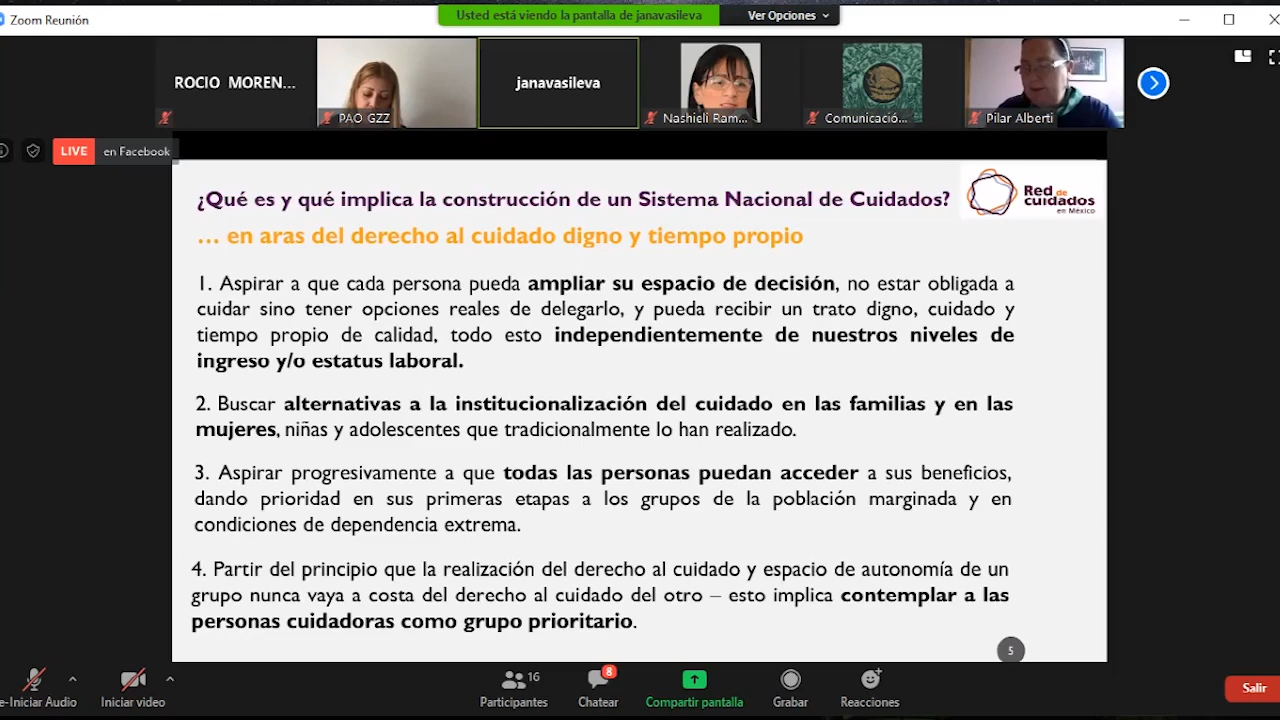 Zoom Reunión
Usted está viendo la pantalla de janavasileva
Ver Opciones
ROCIO MOREN...
PAO GZZ
janavasileva
Nashieli Ram...
Comunicació...
Pilar Alberti
LIVE en Facebook
¿Qué es y qué implica la construcción de un Sistema Nacional de Cuidados?
Red de
cuidados
en México
... en aras del derecho al cuidado digno y tiempo propio
1. Aspirar a que cada persona pueda ampliar su espacio de decisión, no estar obligada a
cuidar sino tener opciones reales de delegarlo, y pueda recibir un trato digno, cuidado y
tiempo propio de calidad, todo esto independientemente de nuestros niveles de
ingreso y/o estatus laboral.
2. Buscar alternativas a la institucionalización del cuidado en las familias y en las
mujeres, niñas y adolescentes que tradicionalmente lo han realizado.
3. Aspirar progresivamente a que todas las personas puedan acceder a sus beneficios,
dando prioridad en sus primeras etapas a los grupos de la población marginada y en
condiciones de dependencia extrema.
4. Partir del principio que la realización del derecho al cuidado y espacio de autonomía de un
grupo nunca vaya a costa del derecho al cuidado del otro – esto implica contemplar a las
personas cuidadoras como grupo prioritario.
5
16
8
e-Iniciar Audio
Iniciar video
Participantes
Chatear
Compartir pantalla
Grabar
Reacciones
Salir